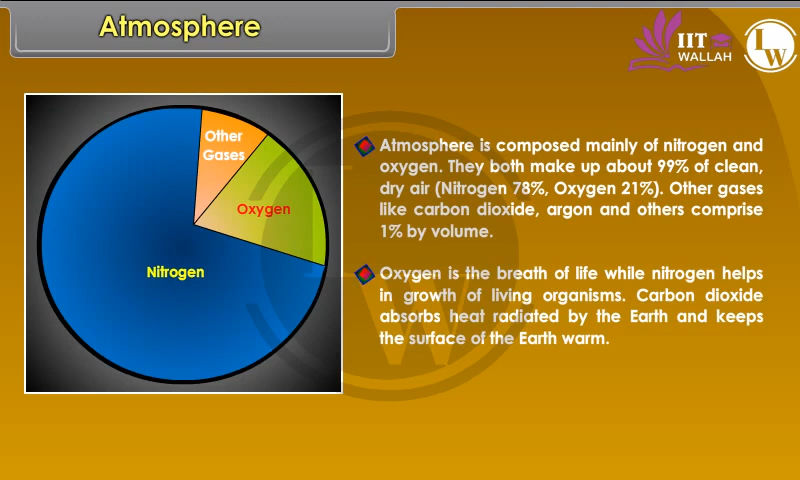 Atmosphere
IIT
WALLAH
LW
Other
Gases
Oxygen
Nitrogen
Atmosphere is composed mainly of nitrogen and
oxygen. They both make up about 99% of clean,
dry air (Nitrogen 78%, Oxygen 21%). Other gases
like carbon dioxide, argon and others comprise
1% by volume.
Oxygen is the breath of life while nitrogen helps
in growth of living organisms. Carbon dioxide
absorbs heat radiated by the Earth and keeps
the surface of the Earth warm.
LW